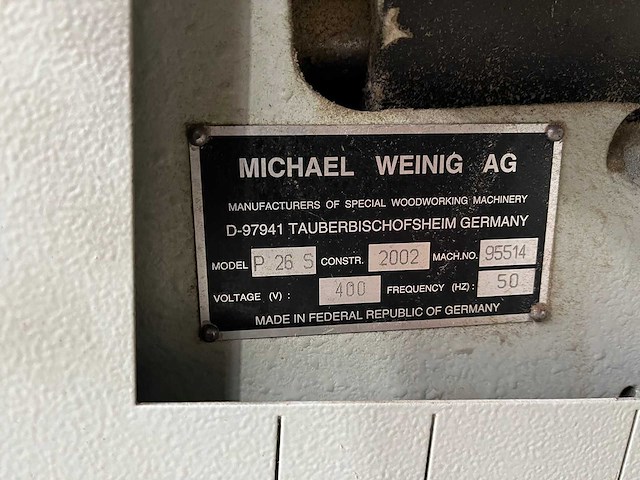 MICHAEL WEINIG AG
MANUFACTURERS OF SPECIAL WOODWORKING MACHINERY
D-97941 TAUBERBISCHOFSHEIM GERMANY
MODEL P 26 S CONSTR. 2002 MACH.NO. 95514
VOLTAGE (V) : 400 FREQUENCY (HZ) : 50
MADE IN FEDERAL REPUBLIC OF GERMANY